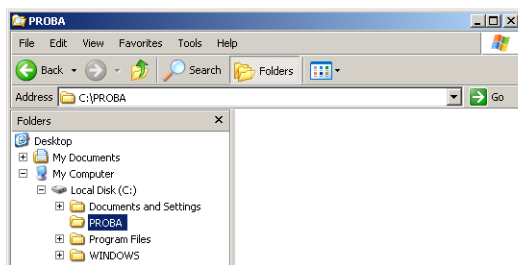 PROBA
File Edit View Favorites Tools Help
Back Search Folders
Address C:\PROBA Go
Folders
Desktop
My Documents
My Computer
Local Disk (C:)
Documents and Settings
PROBA
Program Files
WINDOWS